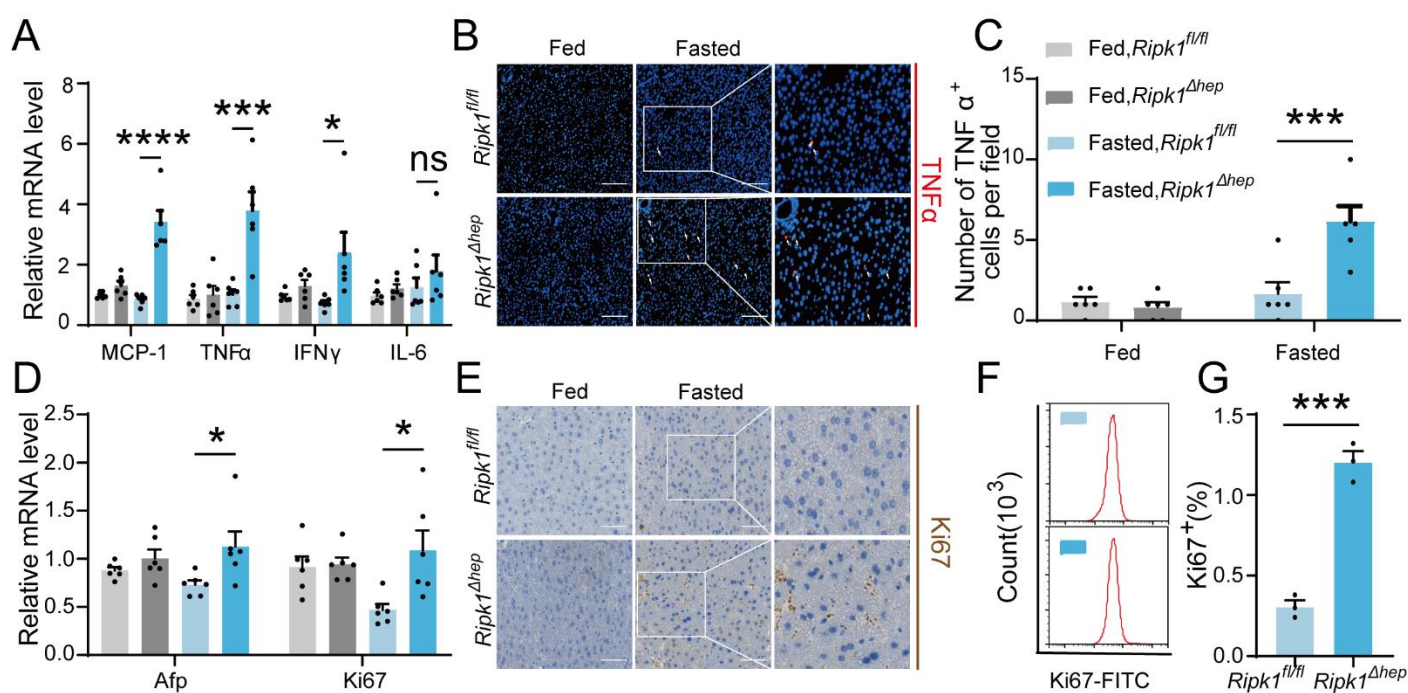 A
Relative mRNA level
8
6
4
2
0
****
***
*
ns
MCP-1
TNFα
IFNγ
IL-6
B
Fed
Fasted
Ripk1fl/fl
Ripk1Δhep
TNFα
C
Number of TNF α+
cells per field
15
10
5
0
Fed,Ripk1fl/fl
Fed,Ripk1Δhep
Fasted,Ripk1fl/fl
Fasted,Ripk1Δhep
***
Fed
Fasted
D
Relative mRNA level
2.5
2.0
1.5
1.0
0.5
0
*
*
Afp
Ki67
E
Fed
Fasted
Ripk1fl/fl
Ripk1Δhep
Ki67
F
Count(103)
Ki67-FITC
G
Ki67+(%)
1.5
1.0
0.5
0.0
***
Ripk1fl/fl
Ripk1Δhep